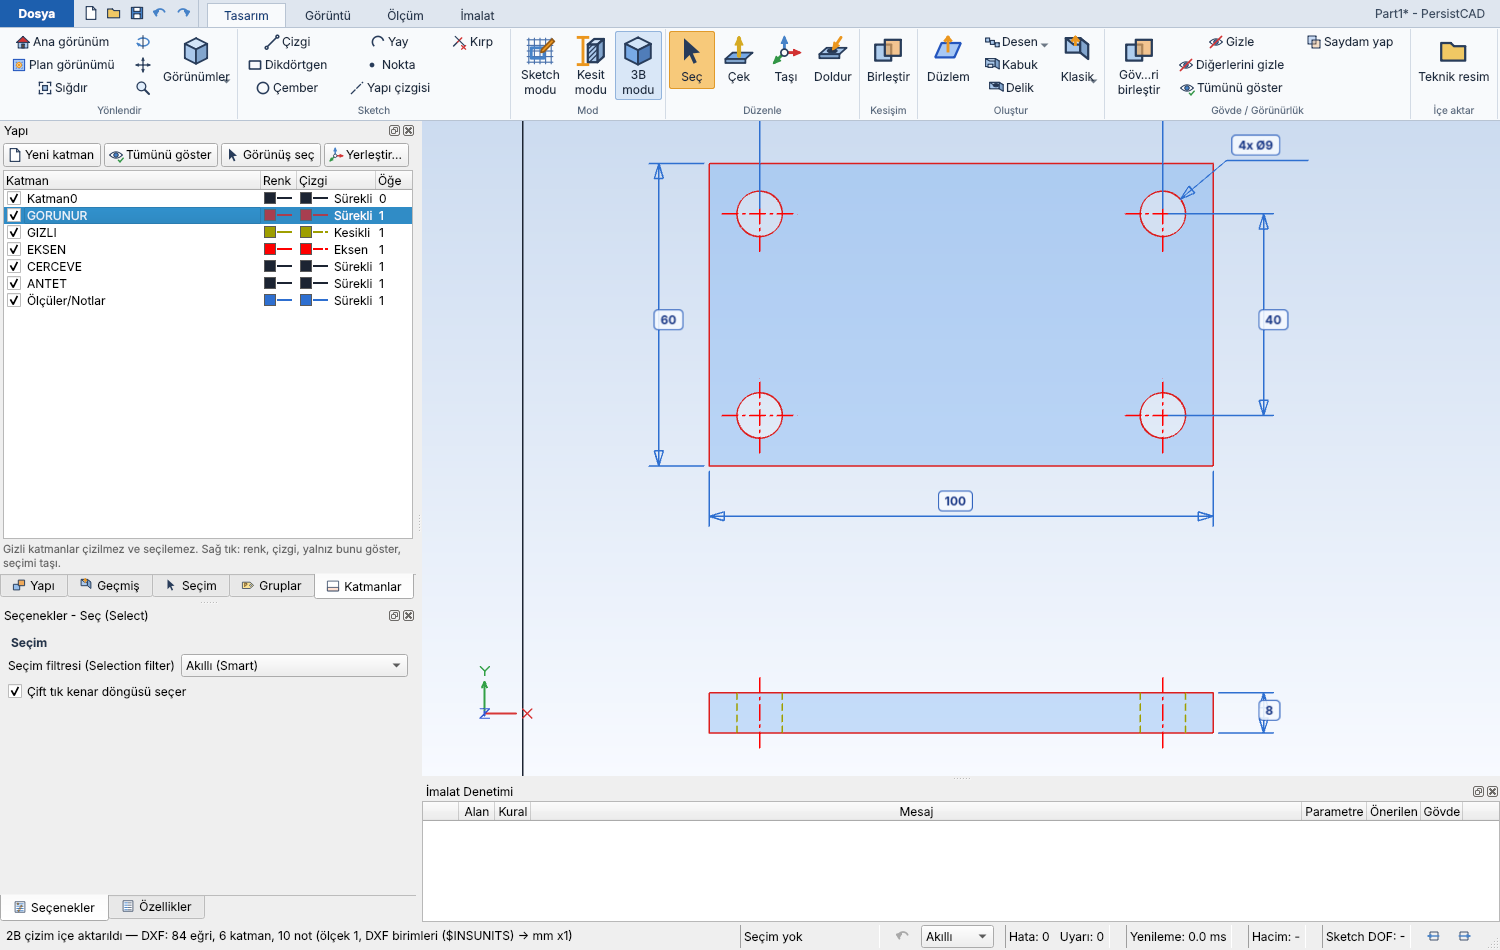 Dosya
Tasarım
Görüntü
Ölçüm
İmalat
Part1* - PersistCAD
Ana görünüm
Plan görünümü
Sığdır
Görünümler
Yönlendir
Çizgi
Dikdörtgen
Çember
Yay
Nokta
Yapı çizgisi
Kırp
Sketch
Sketch modu
Kesit modu
3B modu
Mod
Seç
Çek
Taşı
Doldur
Düzenle
Birleştir
Kesişim
Düzlem
Desen
Kabuk
Delik
Klasik
Oluştur
Göv...ri birleştir
Gizle
Diğerlerini gizle
Tümünü göster
Saydam yap
Gövde / Görünürlük
Teknik resim
İçe aktar
Yapı
Yeni katman
Tümünü göster
Görünüş seç
Yerleştir...
Katman Renk Çizgi Öğe
Katman0 Sürekli 0
GORUNUR Sürekli 1
GIZLI Kesikli 1
EKSEN Eksen 1
CERCEVE Sürekli 1
ANTET Sürekli 1
Ölçüler/Notlar Sürekli 1
Gizli katmanlar çizilmez ve seçilemez. Sağ tık: renk, çizgi, yalnız bunu göster,
seçimi taşı.
Yapı
Geçmiş
Seçim
Gruplar
Katmanlar
Seçenekler - Seç (Select)
Seçim
Seçim filtresi (Selection filter) Akıllı (Smart)
Çift tık kenar döngüsü seçer
Seçenekler
Özellikler
4x Ø9
60
40
100
8
Y
Z
X
İmalat Denetimi
Alan Kural Mesaj Parametre Önerilen Gövde
2B çizim içe aktarıldı — DXF: 84 eğri, 6 katman, 10 not (ölçek 1, DXF birimleri ($INSUNITS) → mm x1)
Seçim yok
Akıllı
Hata: 0 Uyarı: 0
Yenileme: 0.0 ms
Hacim: -
Sketch DOF: -